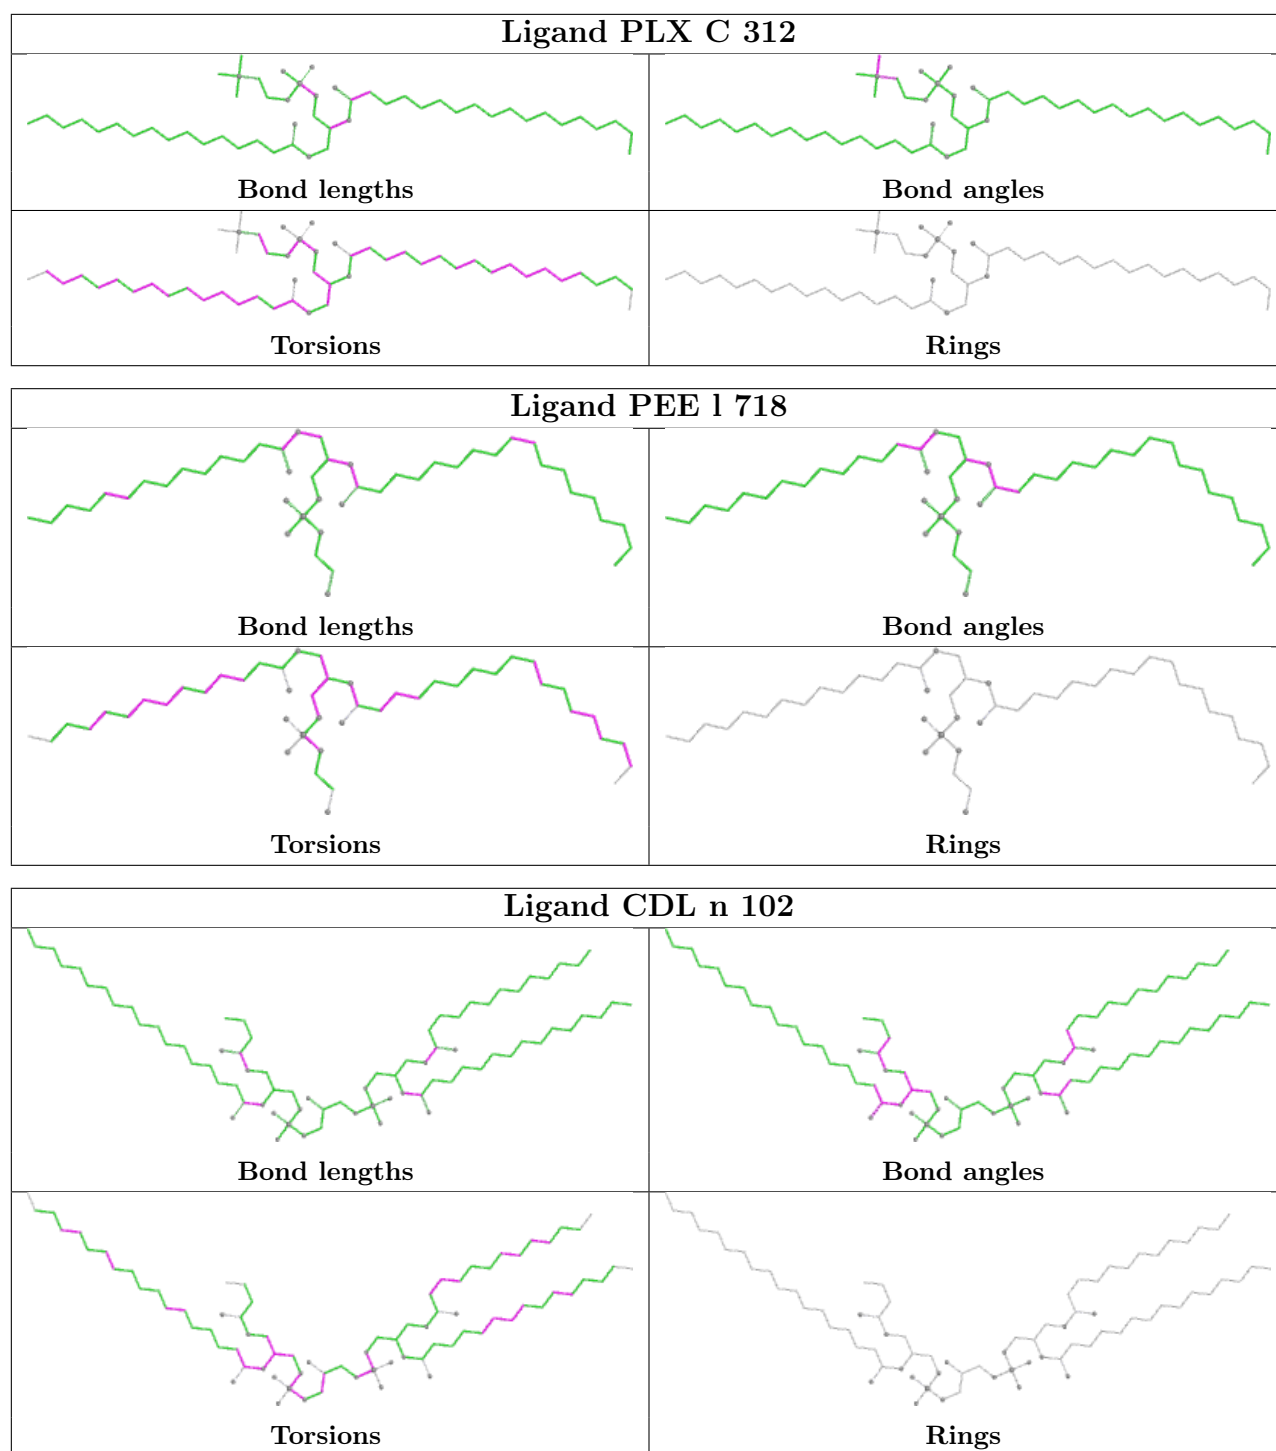 Ligand PLX C 312
Bond lengths
Bond angles
Torsions
Rings
Ligand PEE l 718
Bond lengths
Bond angles
Torsions
Rings
Ligand CDL n 102
Bond lengths
Bond angles
Torsions
Rings